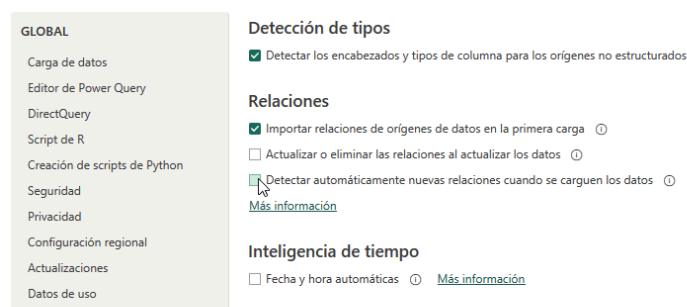 GLOBAL
Carga de datos
Editor de Power Query
DirectQuery
Script de R
Creación de scripts de Python
Seguridad
Privacidad
Configuración regional
Actualizaciones
Datos de uso
Detección de tipos
Detectar los encabezados y tipos de columna para los orígenes no estructurados
Relaciones
Importar relaciones de orígenes de datos en la primera carga
Actualizar o eliminar las relaciones al actualizar los datos
Detectar automáticamente nuevas relaciones cuando se carguen los datos
Más información
Inteligencia de tiempo
Fecha y hora automáticas Más información